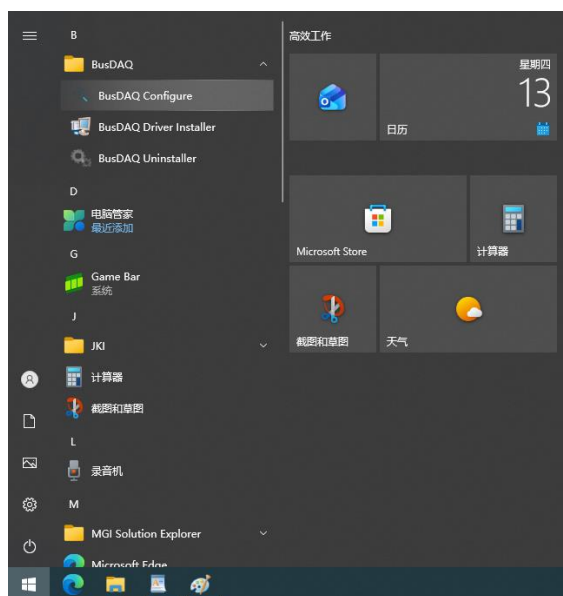 B
BusDAQ
BusDAQ Configure
BusDAQ Driver Installer
BusDAQ Uninstaller
D
电脑管家
最近添加
G
Game Bar
系统
J
JKI
计算器
截图和草图
L
录音机
M
MGI Solution Explorer
Microsoft Edge
高效工作
星期四
13
日历
Microsoft Store
计算器
截图和草图
天气